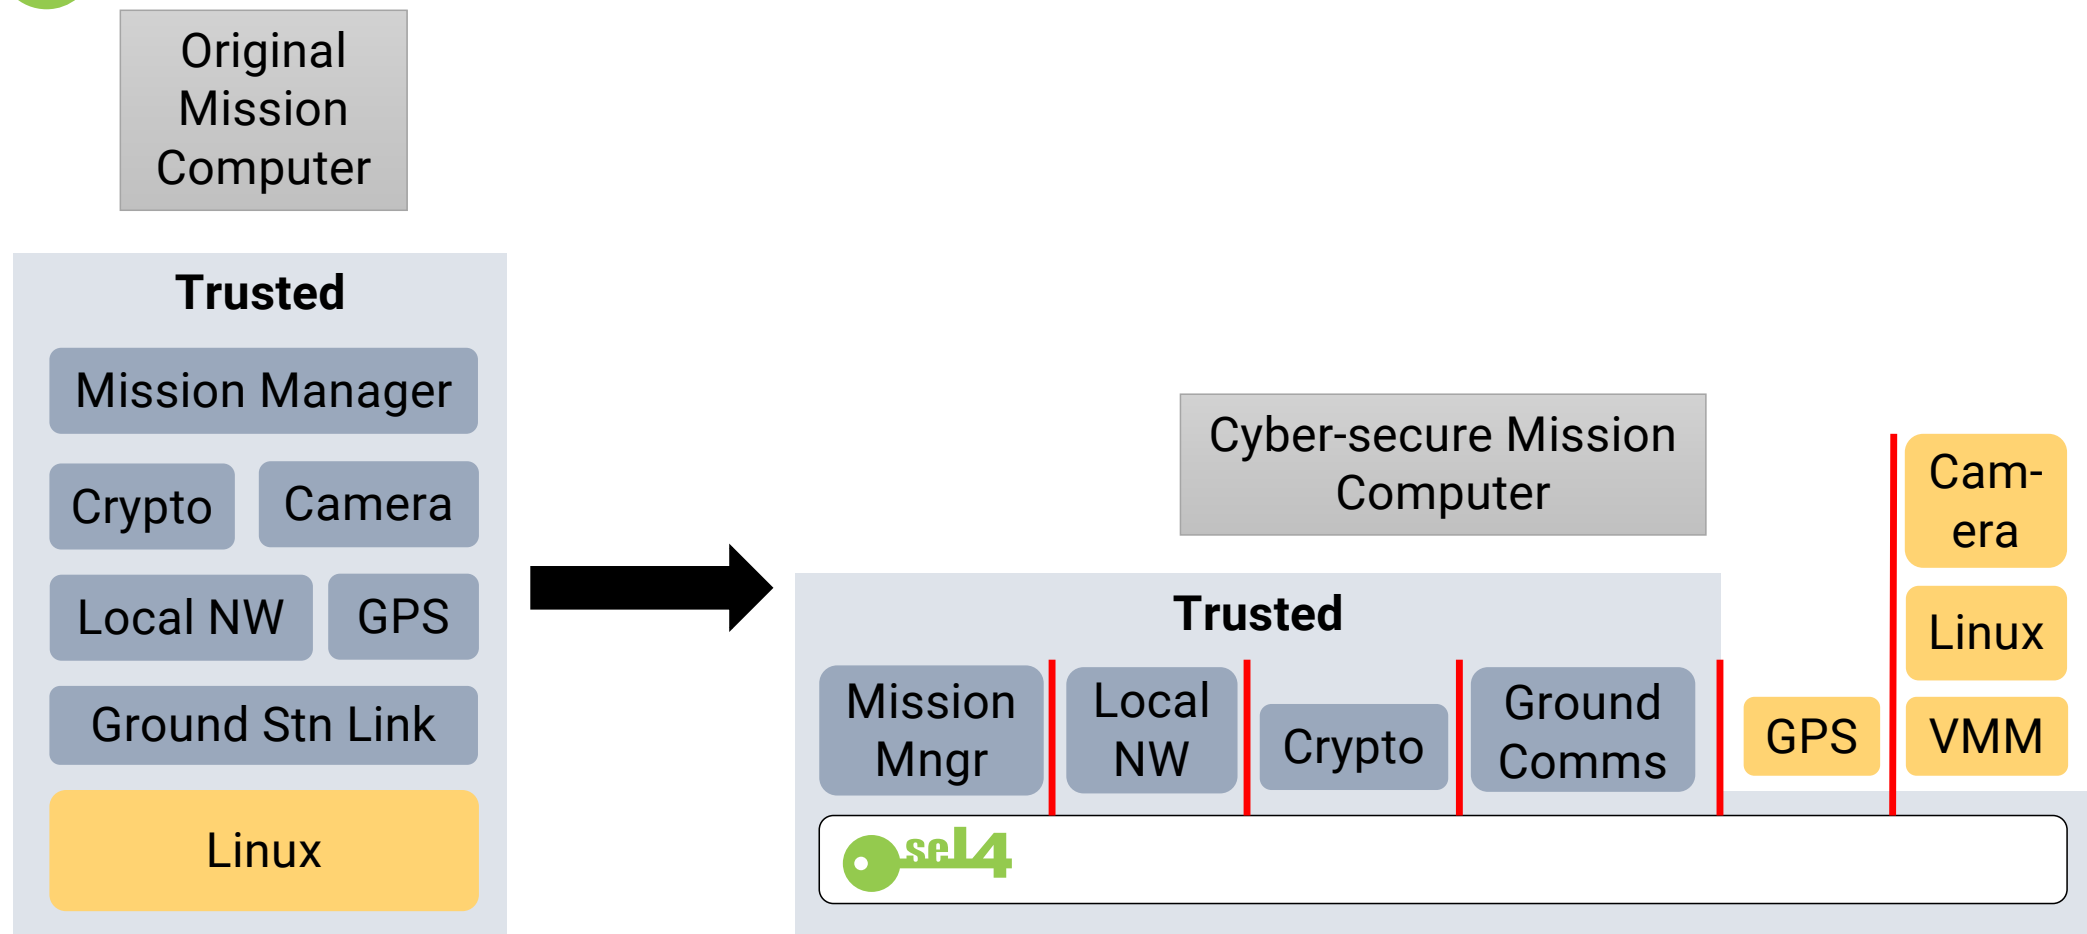 Original
Mission
Computer
Trusted
Mission Manager
Crypto
Camera
Local NW
GPS
Ground Stn Link
Linux
Cyber-secure Mission
Computer
Trusted
Mission
Mngr
Local
NW
Crypto
Ground
Comms
GPS
Cam-
era
Linux
VMM
seL4